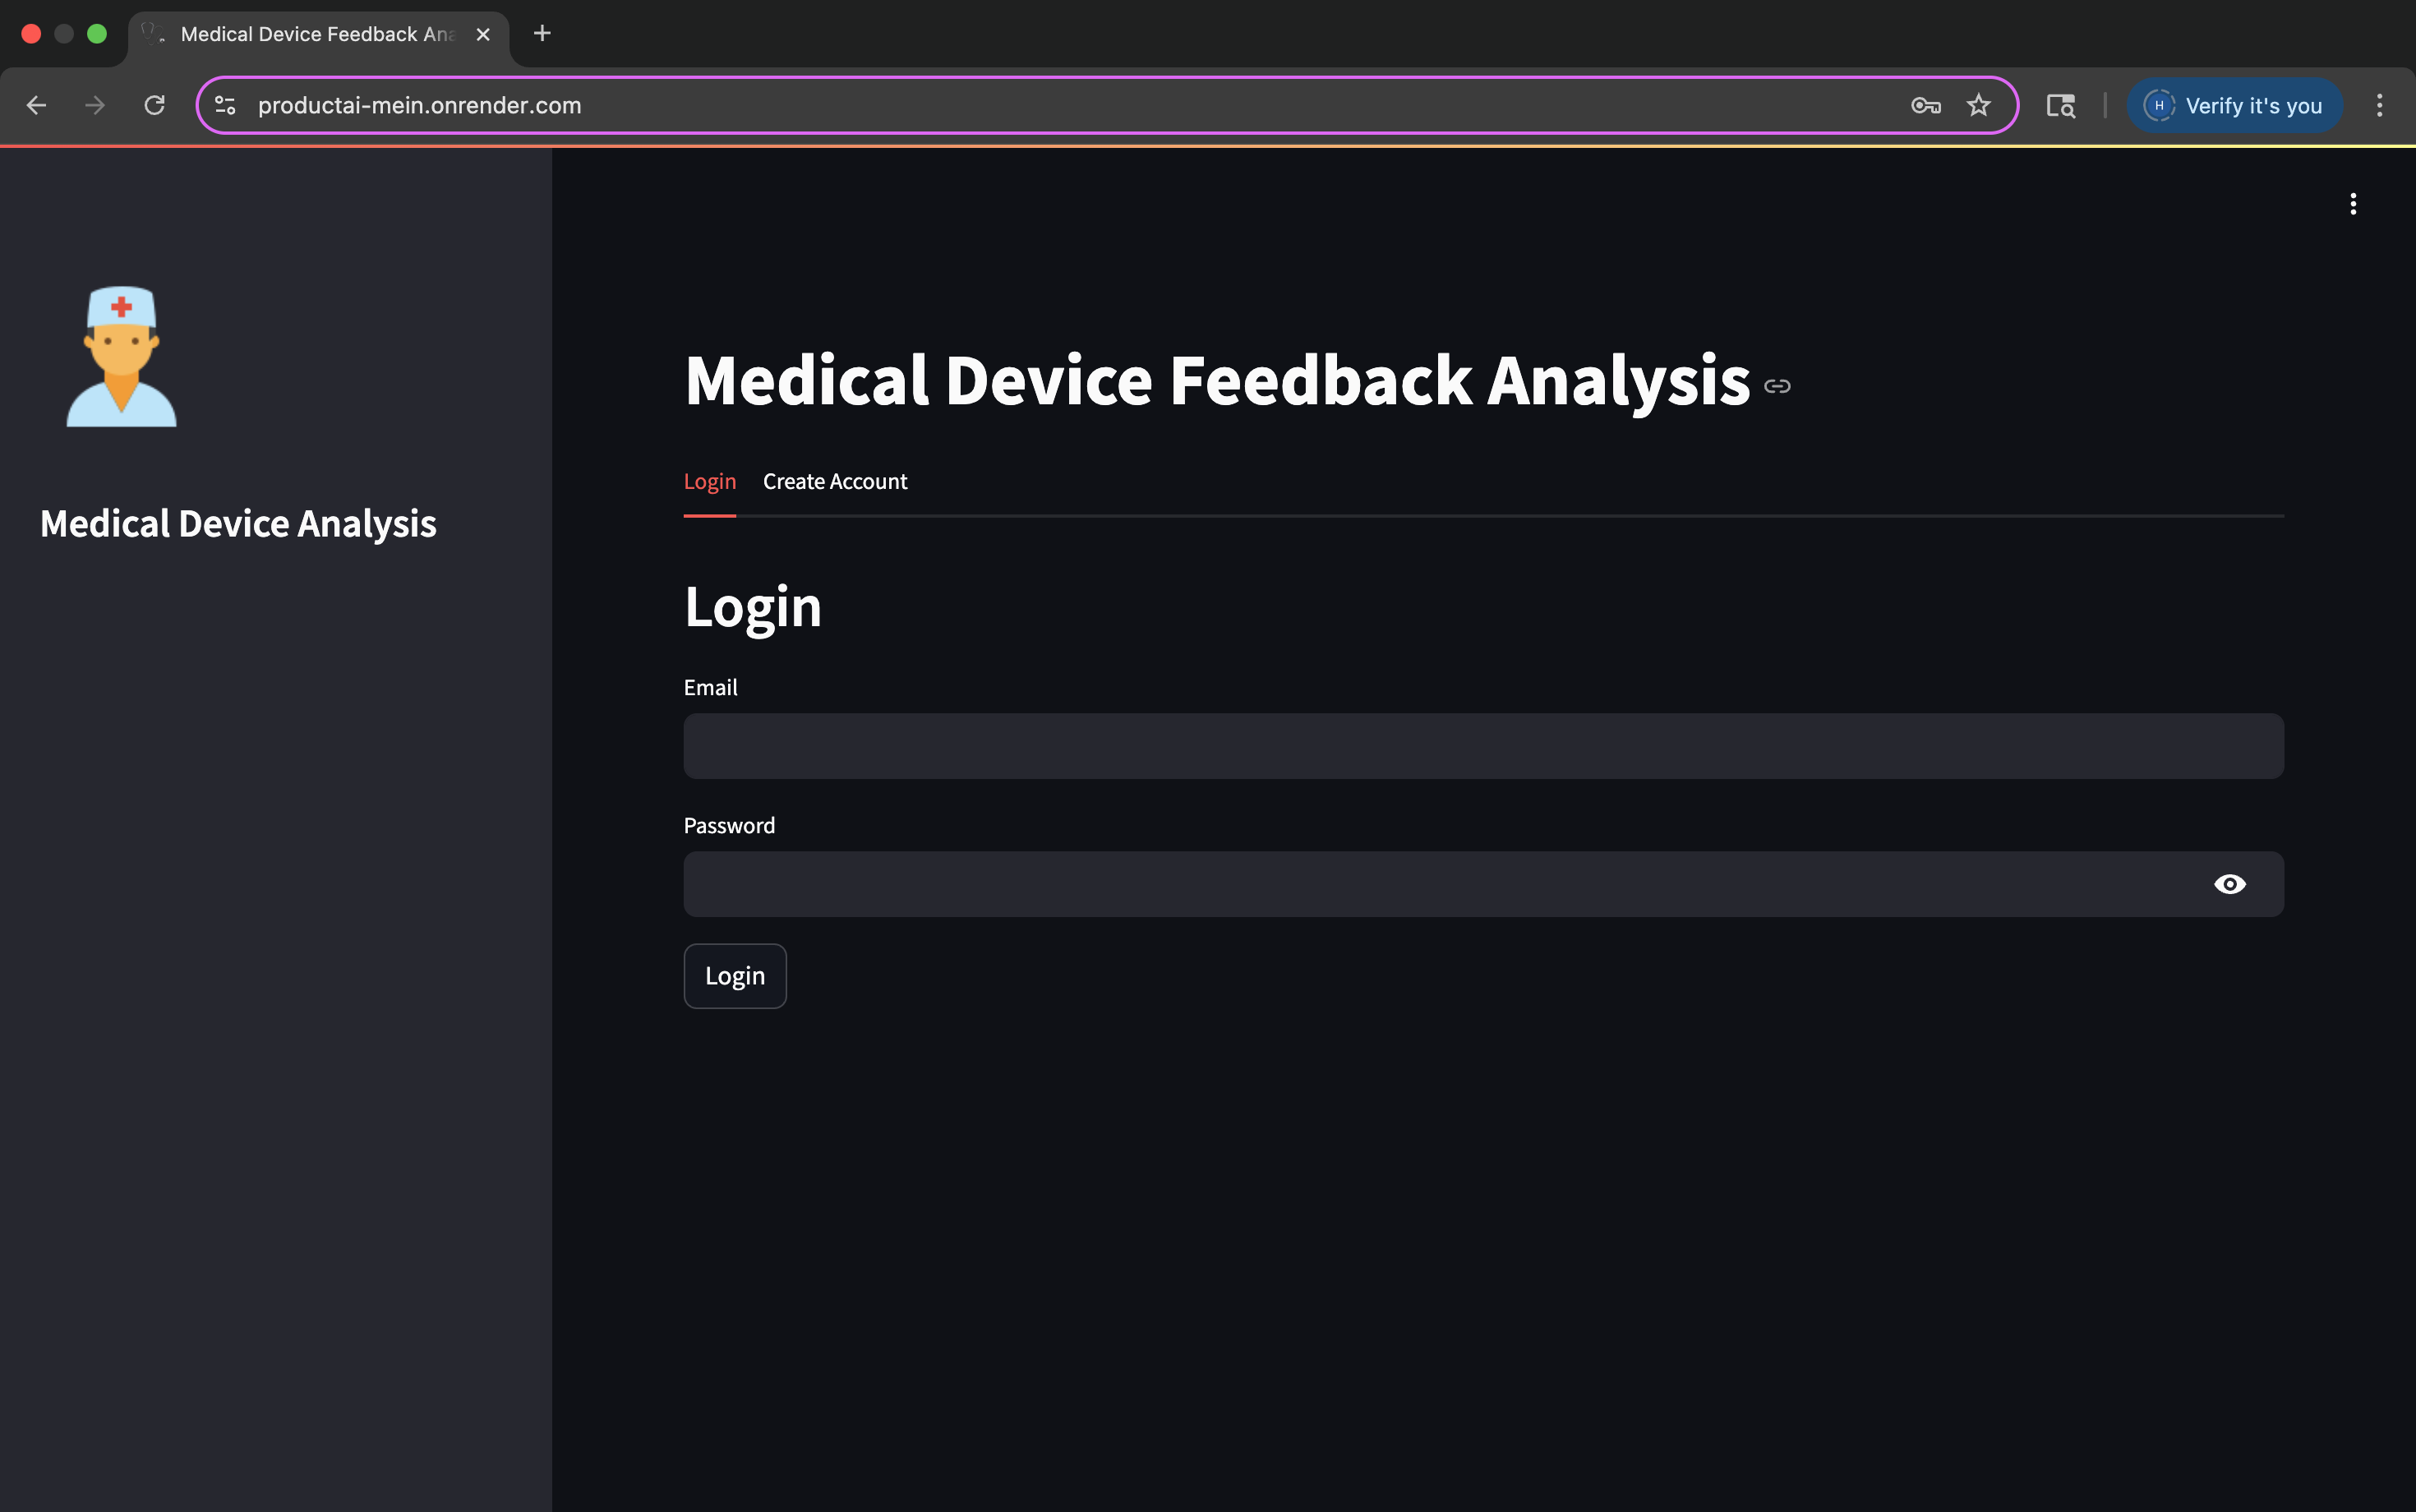 Medical Device Feedback Ana
productai-mein.onrender.com
H
Verify it's you
Medical Device Analysis
Medical Device Feedback Analysis
Login
Create Account
Login
Email
Password
Login